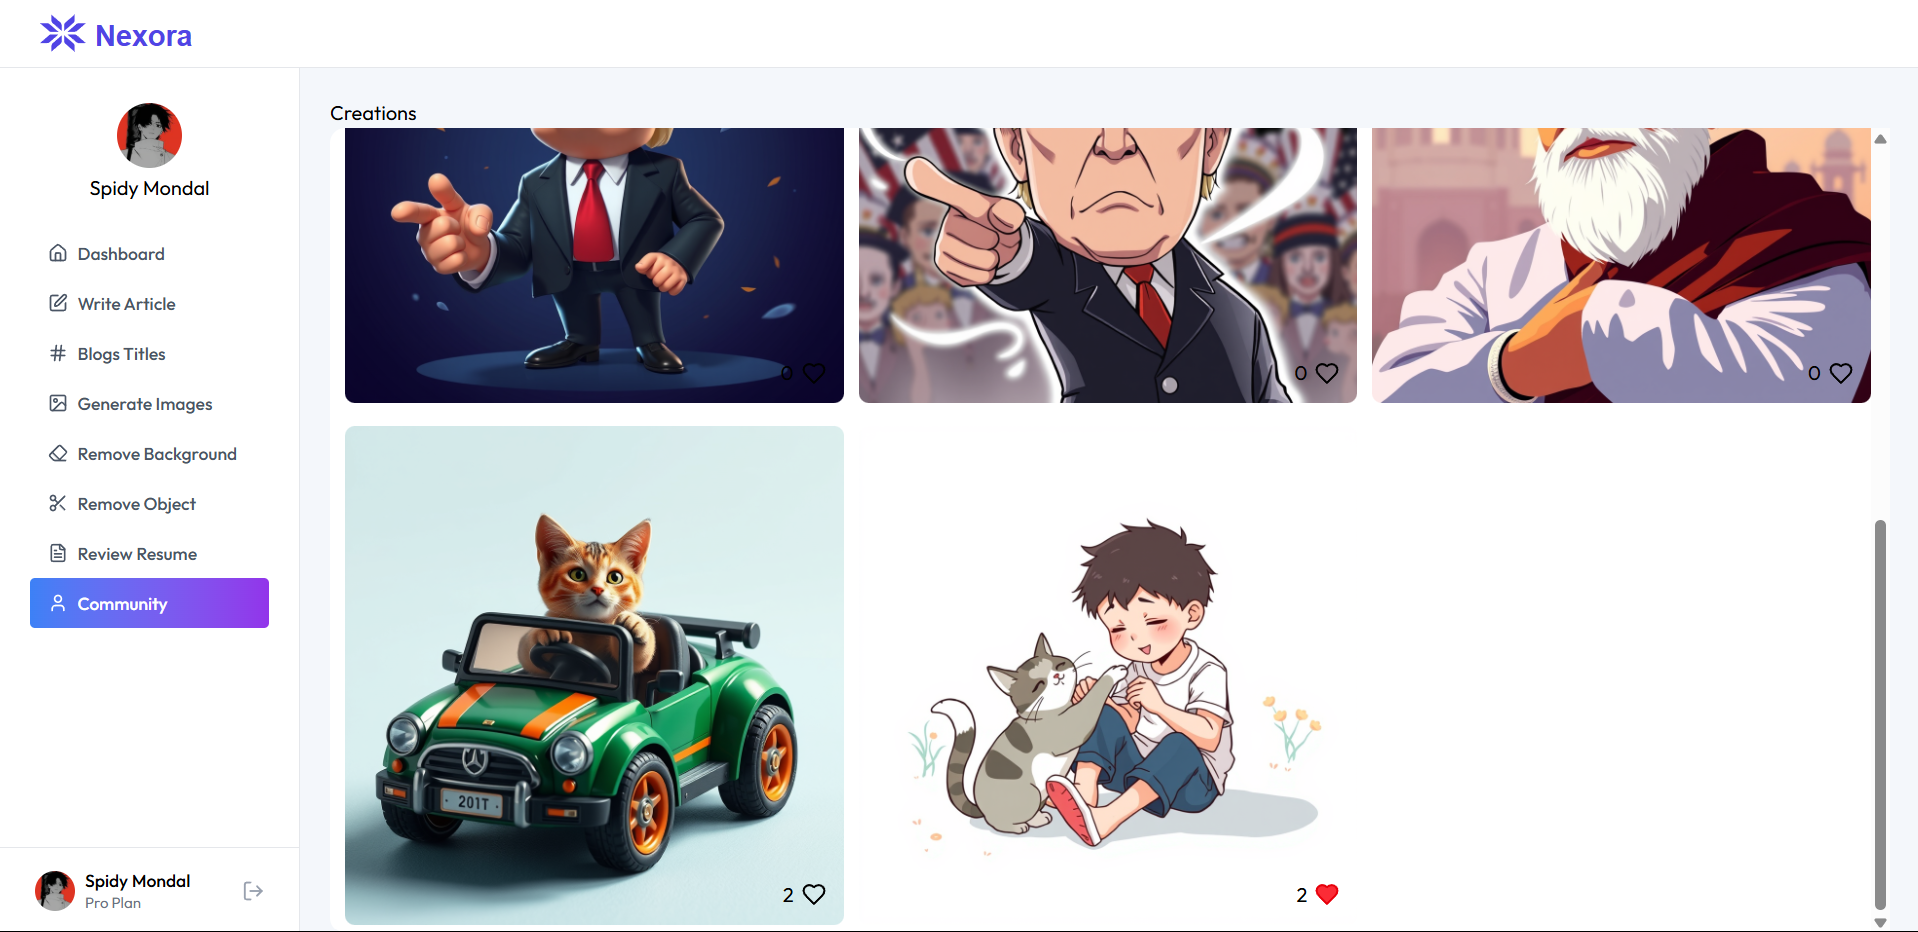 Nexora
Spidy Mondal
Dashboard
Write Article
Blogs Titles
Generate Images
Remove Background
Remove Object
Review Resume
Community
Spidy Mondal
Pro Plan
Creations
0
0
0
201T
2
2